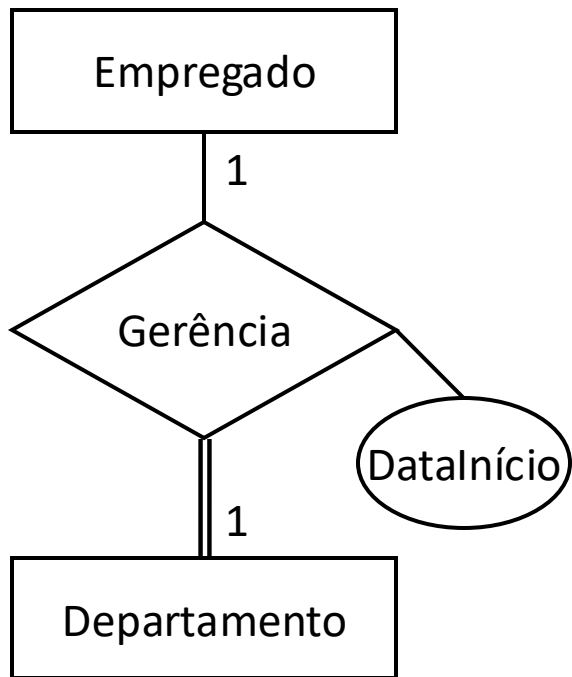 Empregado
1
Gerência
DataInício
1
Departamento